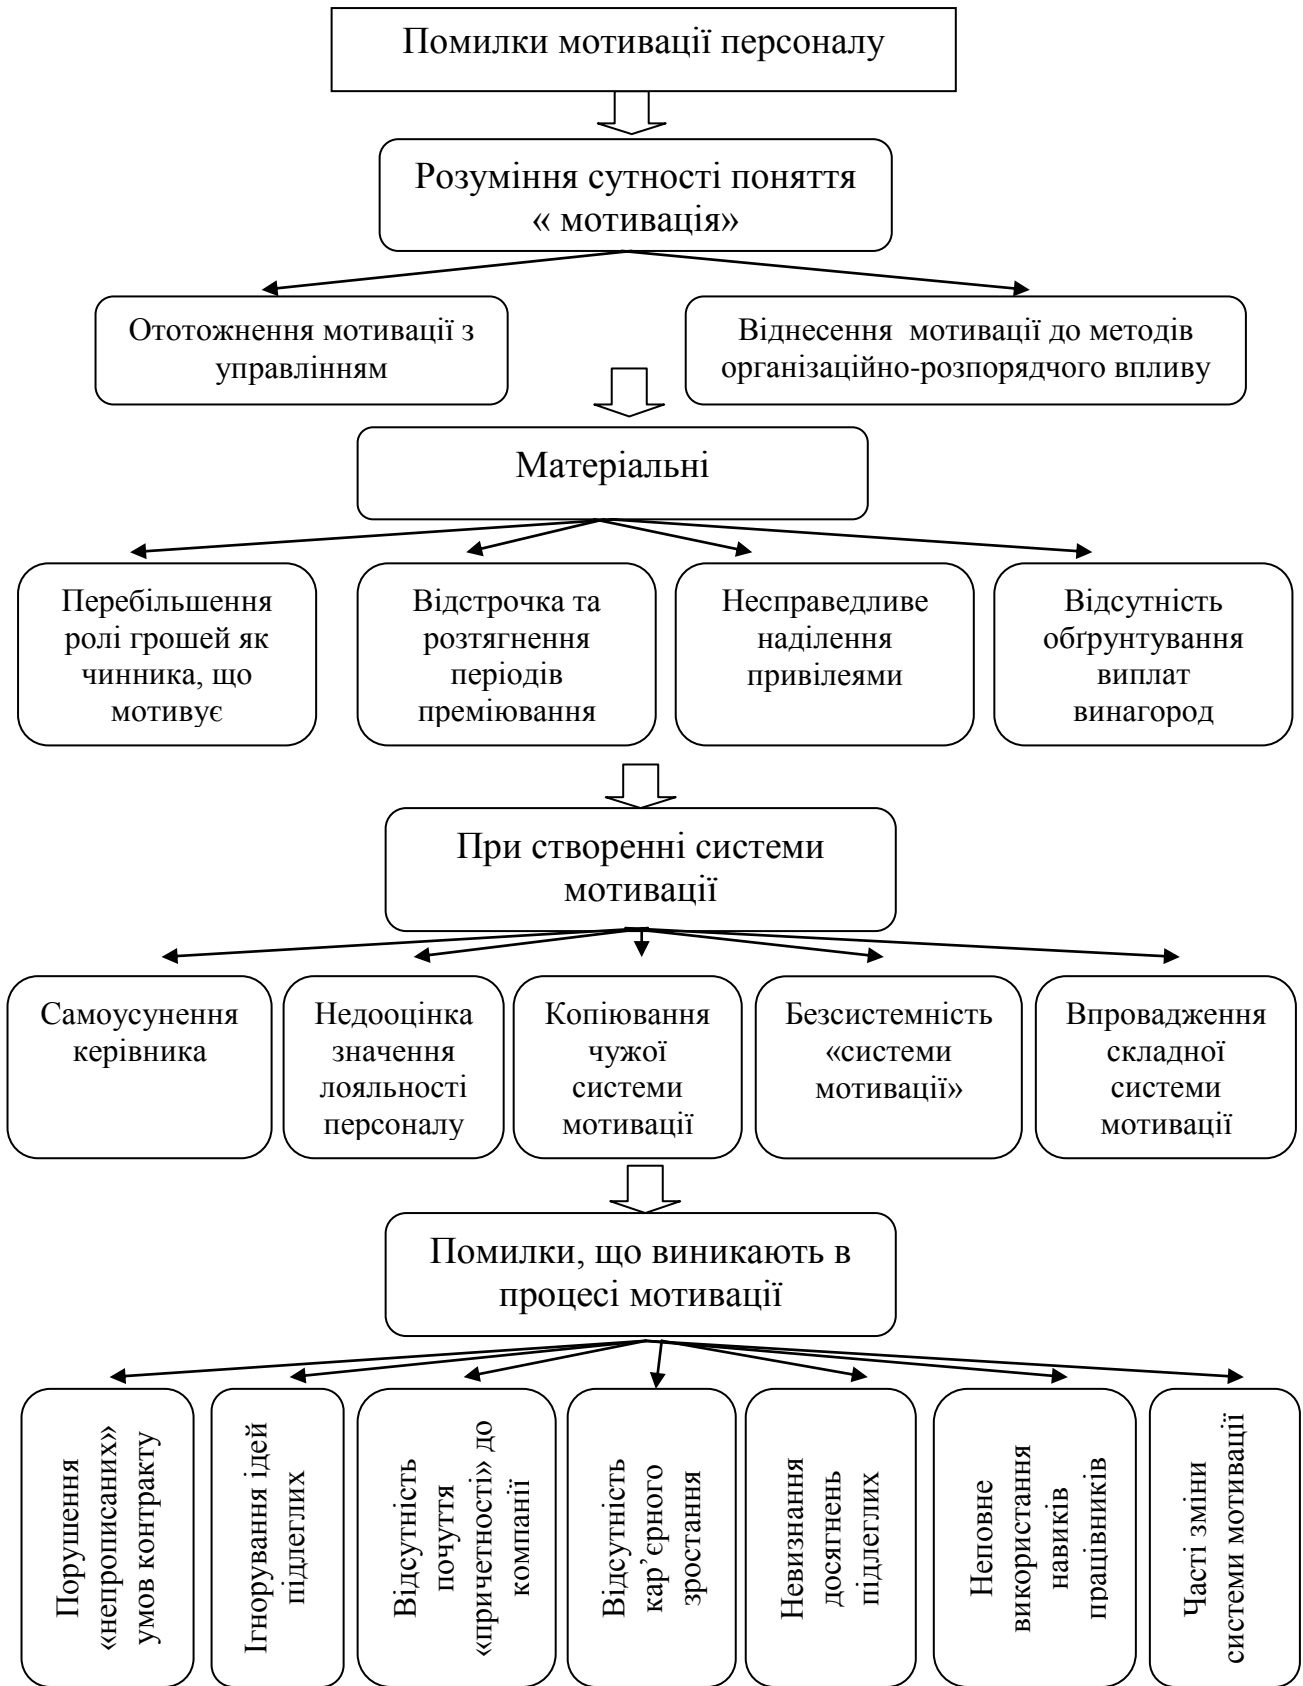 Помилки мотивації персоналу
Розуміння сутності поняття
« мотивація»
Ототожнення мотивації з
управлінням
Віднесення мотивації до методів
організаційно-розпорядчого впливу
Матеріальні
Перебільшення
ролі грошей як
чинника, що
мотивує
Відстрочка та
розтягнення
періодів
преміювання
Несправедливе
наділення
привілеями
Відсутність
обґрунтування
виплат
винагород
При створенні системи
мотивації
Самоусунення
керівника
Недооцінка
значення
лояльності
персоналу
Копіювання
чужої
системи
мотивації
Безсистемність
«системи
мотивації»
Впровадження
складної
системи
мотивації
Помилки, що виникають в
процесі мотивації
Порушення
«непрописаних»
умов контракту
Ігнорування ідей
підлеглих
Відсутність
почуття
«причетності» до
компанії
Відсутність
кар’єрного
зростання
Невизнання
досягнень
підлеглих
Неповне
використання
навиків
працівників
Часті зміни
системи мотивації